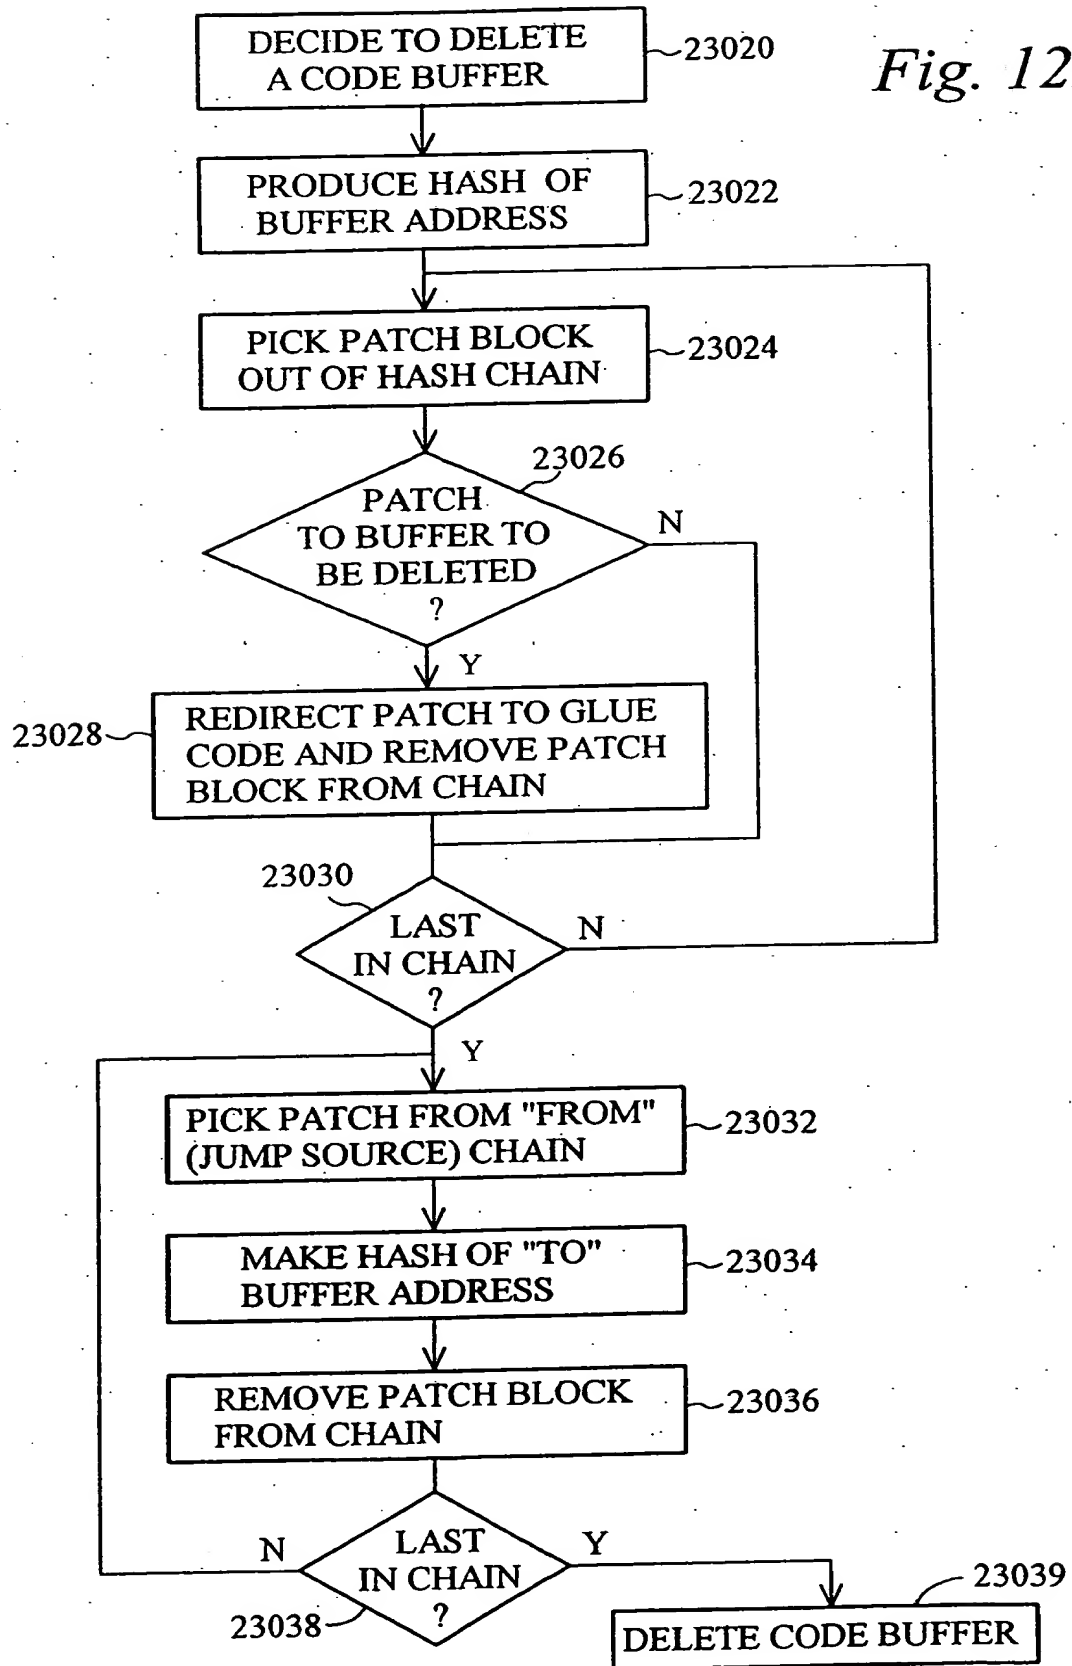 DECIDE TO DELETE
A CODE BUFFER
23020
Fig. 12
PRODUCE HASH OF
BUFFER ADDRESS
23022
PICK PATCH BLOCK
OUT OF HASH CHAIN
23024
23026
PATCH
TO BUFFER TO
BE DELETED
?
N
Y
23028
REDIRECT PATCH TO GLUE
CODE AND REMOVE PATCH
BLOCK FROM CHAIN
23030
LAST
IN CHAIN
?
N
Y
PICK PATCH FROM "FROM"
(JUMP SOURCE) CHAIN
23032
MAKE HASH OF "TO"
BUFFER ADDRESS
23034
REMOVE PATCH BLOCK
FROM CHAIN
23036
N
LAST
IN CHAIN
?
Y
23038
23039
DELETE CODE BUFFER